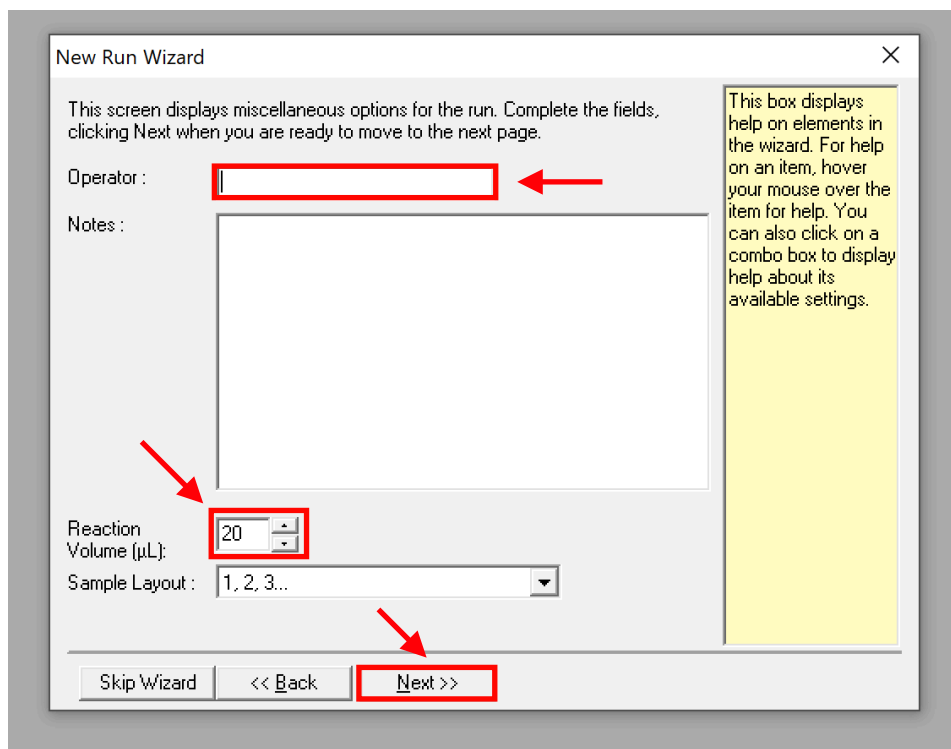 New Run Wizard
This screen displays miscellaneous options for the run. Complete the fields,
clicking Next when you are ready to move to the next page.
Operator :
Notes :
Reaction
Volume (µL):
20
Sample Layout :
1, 2, 3...
Skip Wizard
<< Back
Next >>
This box displays
help on elements in
the wizard. For help
on an item, hover
your mouse over the
item for help. You
can also click on a
combo box to display
help about its
available settings.